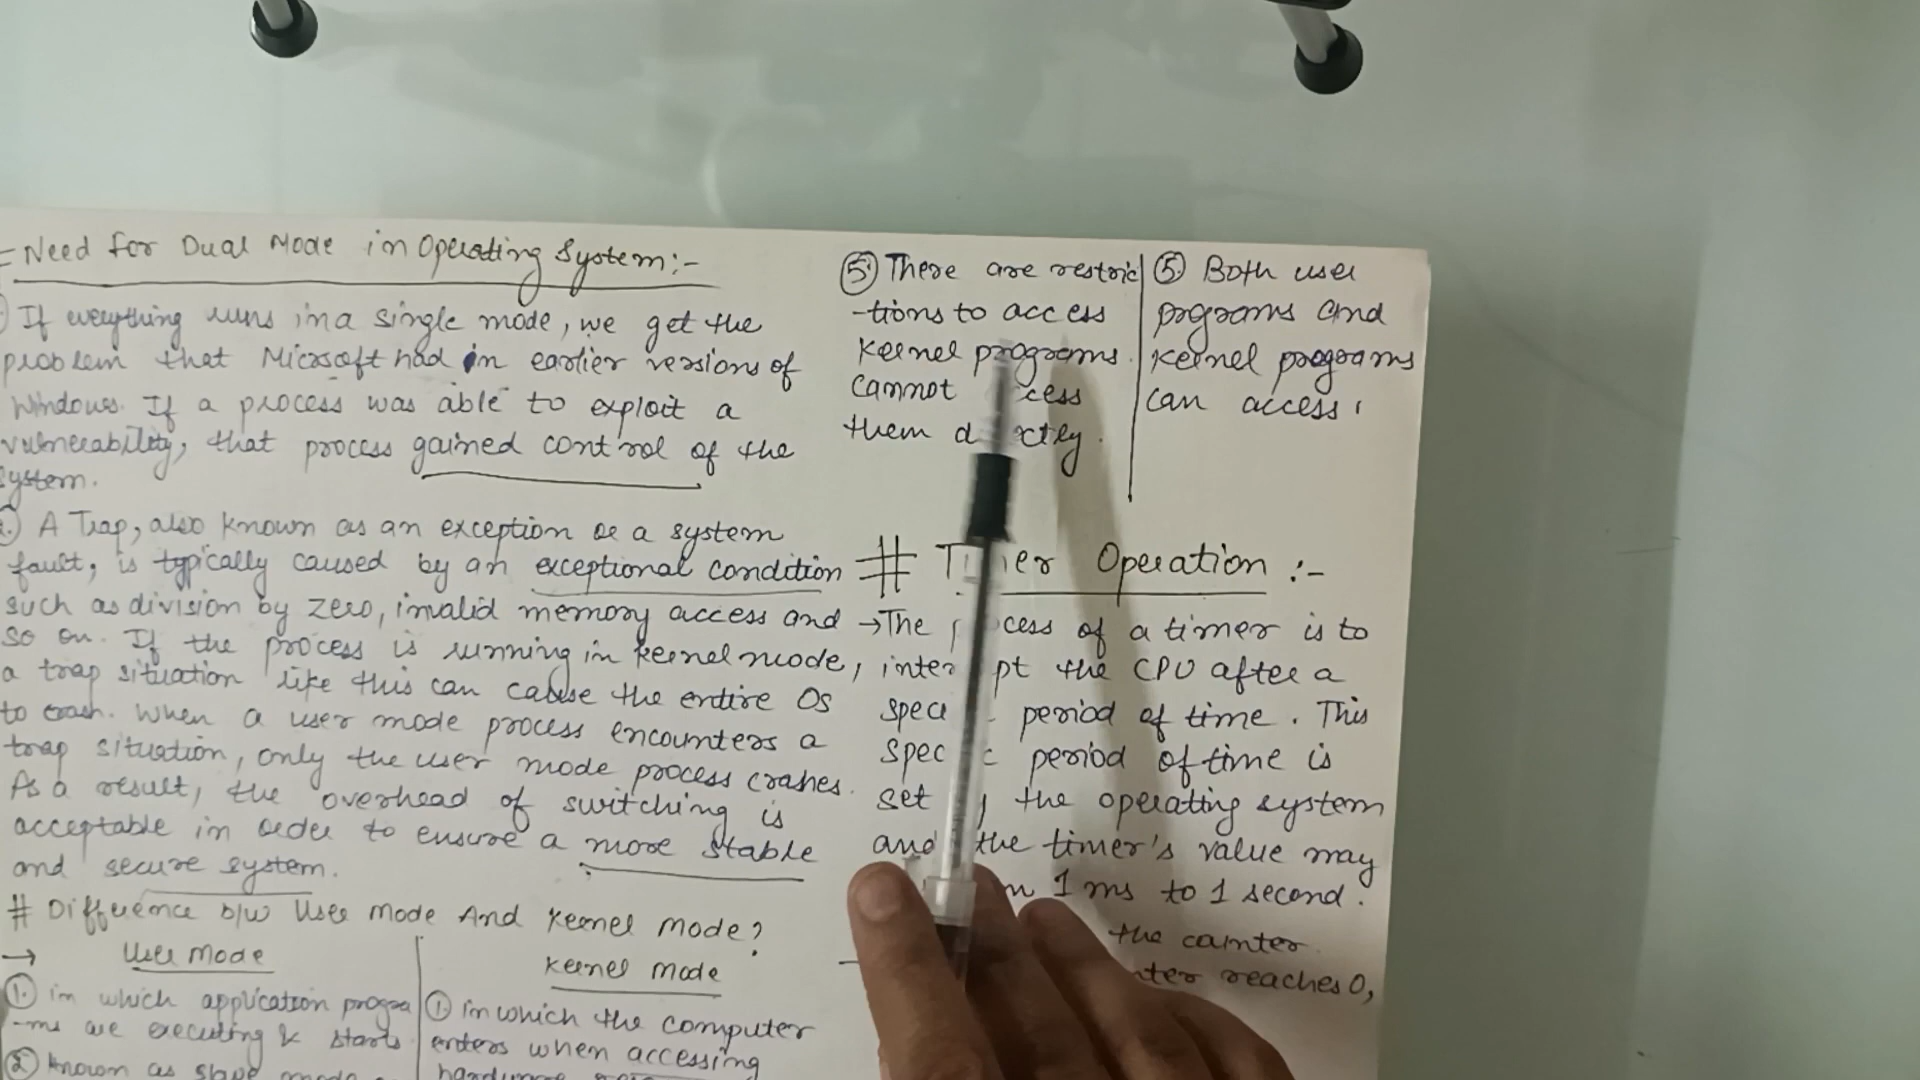 Need for Dual Mode in Operating System:-
If everything runs in a single mode, we get the
problem that Microsoft had in earlier versions of
Windows. If a process was able to exploit a
vulnerability, that process gained control of the
system.
A Trap, also known as an exception or a system
fault, is typically caused by an exceptional condition
such as division by zero, invalid memory access and
so on. If the process is running in kernel mode,
a trap situation like this can cause the entire OS
to crash. When a user mode process encounters a
trap situation, only the user mode process crashes.
As a result, the overhead of switching is
acceptable in order to ensure a more stable
and secure system.
# Difference b/w User mode And Kernel mode?
→ User mode
① in which application progra
-ms are executing & starts
② Known as slave mode
Kernel mode
① in which the computer
enters when accessing
hardware
⑤ There are restric
-tions to access
Kernel programs.
Cannot
them
⑤ Both user
programs and
kernel programs
can access.
# Operation :-
→ The of a timer is to
the CPU after a
period of time. This
period of time is
set the operating system
and the timer's value may
1 ms to 1 second.
the counter
reaches 0,